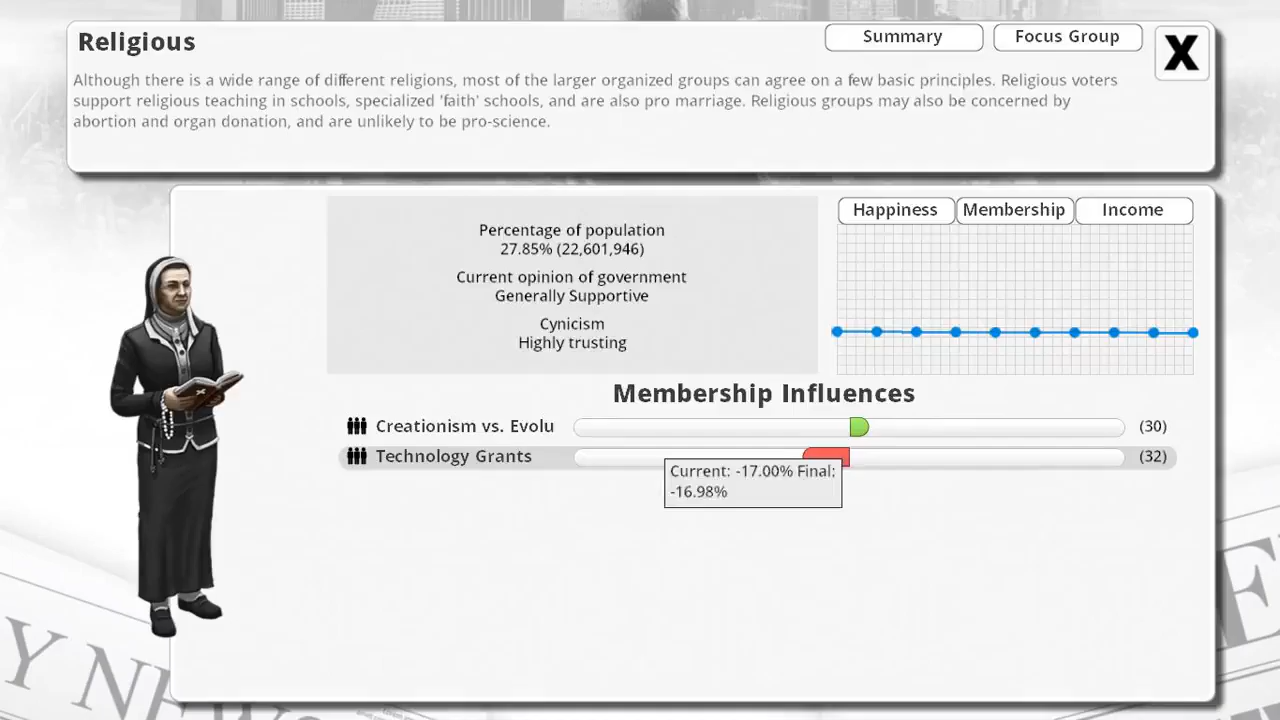 Religious
Summary
Focus Group
X
Although there is a wide range of different religions, most of the larger organized groups can agree on a few basic principles. Religious voters
support religious teaching in schools, specialized 'faith' schools, and are also pro marriage. Religious groups may also be concerned by
abortion and organ donation, and are unlikely to be pro-science.
Percentage of population
27.85% (22,601,946)
Current opinion of government
Generally Supportive
Cynicism
Highly trusting
Happiness
Membership
Income
Membership Influences
Creationism vs. Evolu
(30)
Technology Grants
(32)
Current: -17.00% Final:
-16.98%
Y NEWS